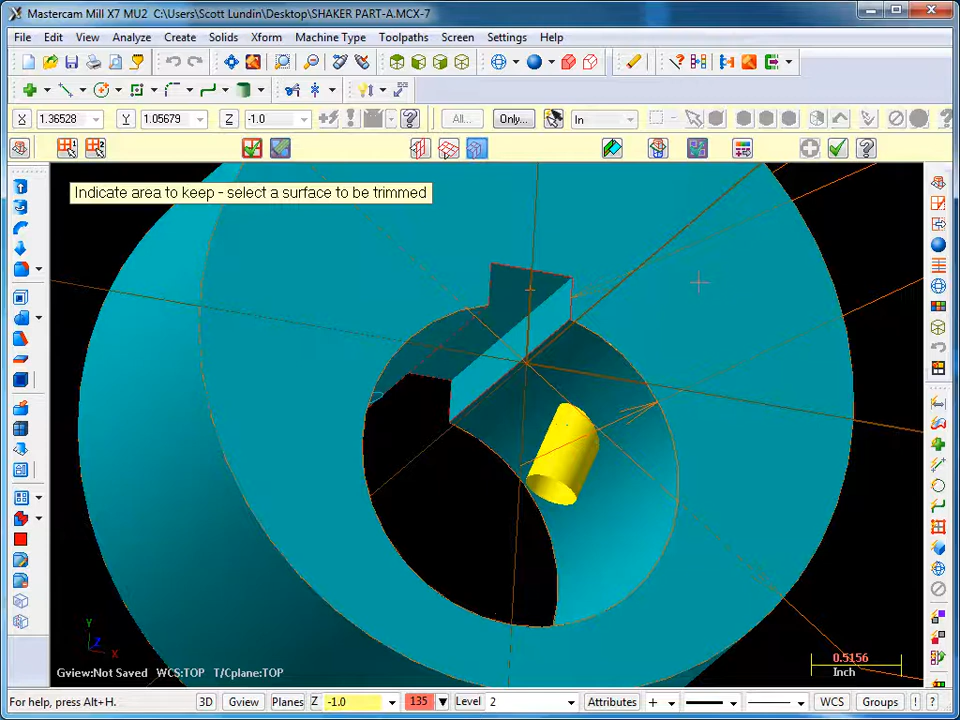 Mastercam Mill X7 MU2 C:\Users\Scott Lundin\Desktop\SHAKER PART-A.MCX-7
File Edit View Analyze Create Solids Xform Machine Type Toolpaths Screen Settings Help
X 1.36528 Y 1.05679 Z -1.0 All... Only... In
Indicate area to keep - select a surface to be trimmed
Y
Z
X
0.5156
Inch
Gview:Not Saved WCS:TOP T/Cplane:TOP
For help, press Alt+H. 3D Gview Planes Z -1.0 135 Level 2 Attributes WCS Groups ! ?